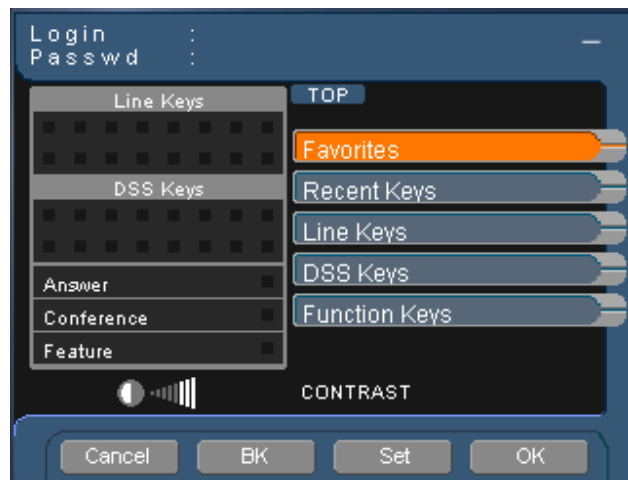 Login :
Passwd :
Line Keys
DSS Keys
Answer
Conference
Feature
TOP
Favorites
Recent Keys
Line Keys
DSS Keys
Function Keys
CONTRAST
Cancel BK Set OK